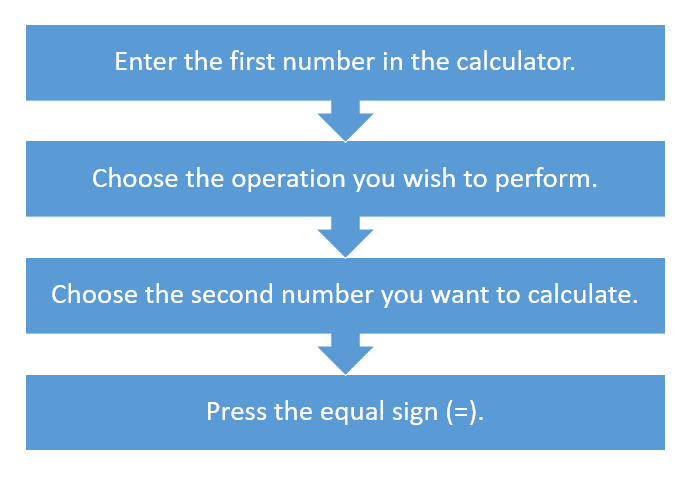 Enter the first number in the calculator.
Choose the operation you wish to perform.
Choose the second number you want to calculate.
Press the equal sign (=).